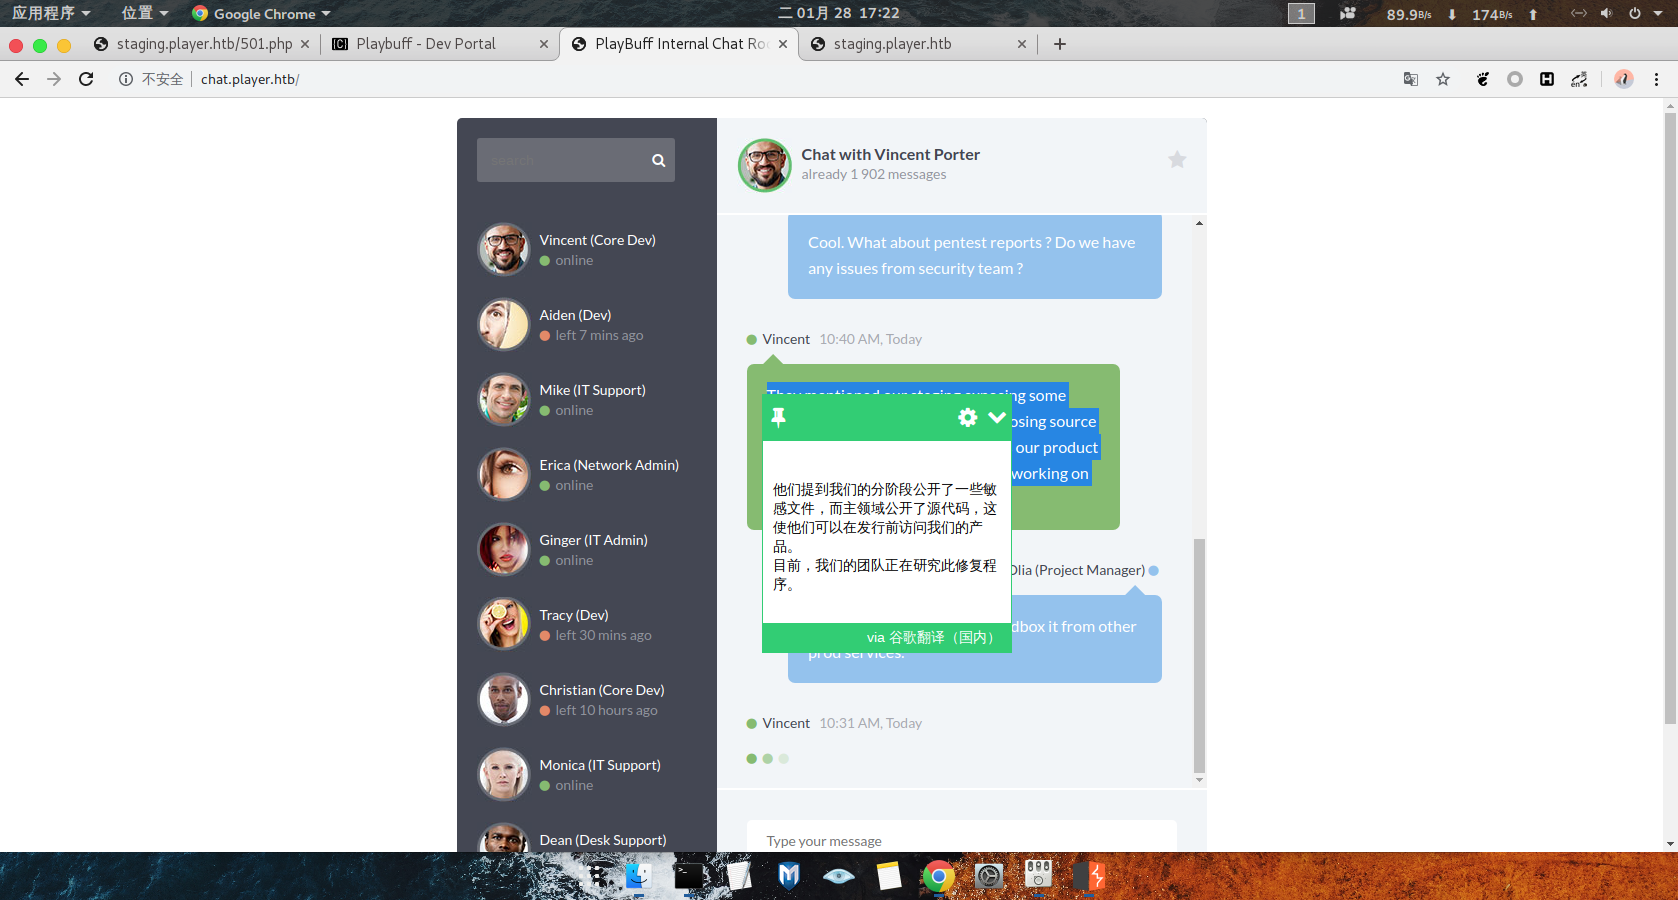 应用程序 位置 Google Chrome 二 01月 28 17:22 1 89.9B/s 174B/s
staging.player.htb/501.php Playbuff - Dev Portal PlayBuff Internal Chat Roo staging.player.htb
不安全 chat.player.htb/
search
Vincent (Core Dev)
online
Aiden (Dev)
left 7 mins ago
Mike (IT Support)
online
Erica (Network Admin)
online
Ginger (IT Admin)
online
Tracy (Dev)
left 30 mins ago
Christian (Core Dev)
left 10 hours ago
Monica (IT Support)
online
Dean (Desk Support)
Chat with Vincent Porter
already 1 902 messages
Cool. What about pentest reports ? Do we have
any issues from security team ?
Vincent 10:40 AM, Today
They mentioned our staging exposing some
osing source
our product
working on
他们提到我们的分阶段公开了一些敏
感文件，而主领域公开了源代码，这
使他们可以在发行前访问我们的产
品。
目前，我们的团队正在研究此修复程
序。
via 谷歌翻译（国内）
Olia (Project Manager)
dbox it from other
prod services.
Vincent 10:31 AM, Today
Type your message